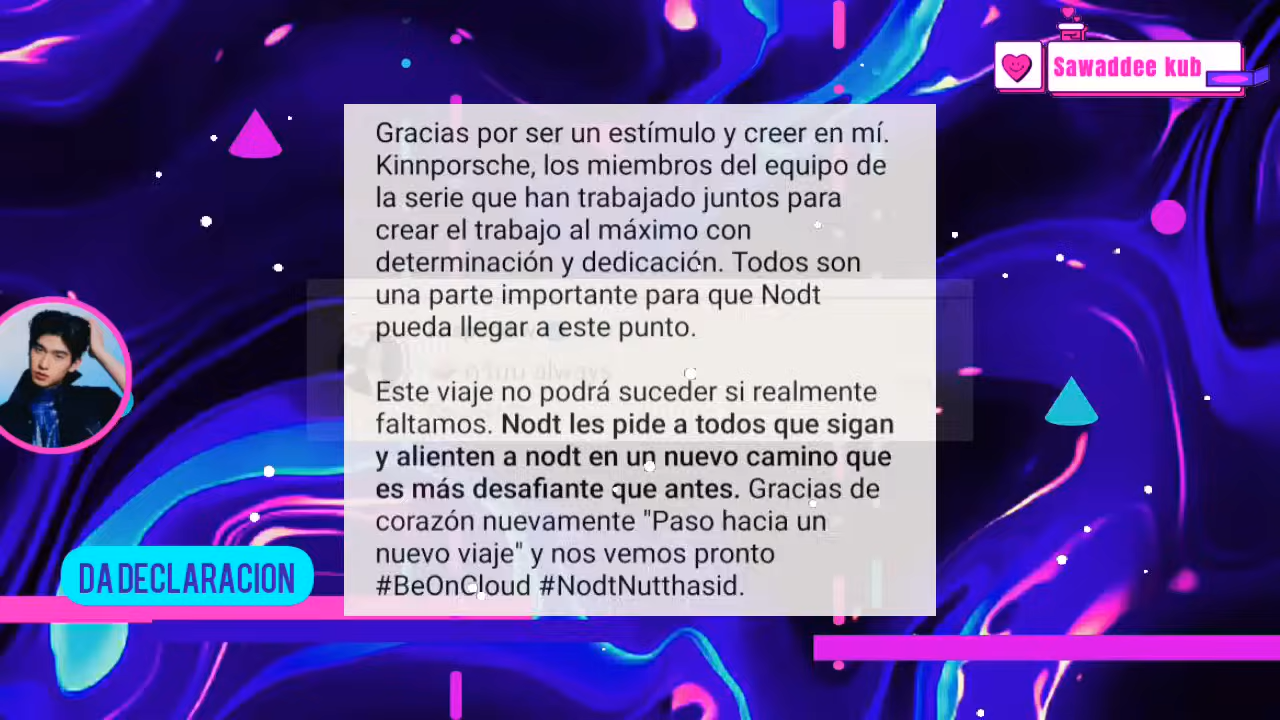 Sawaddee kub
Gracias por ser un estímulo y creer en mí.
Kinnporsche, los miembros del equipo de
la serie que han trabajado juntos para
crear el trabajo al máximo con
determinación y dedicación. Todos son
una parte importante para que Nodt
pueda llegar a este punto.
always
Este viaje no podrá suceder si realmente
faltamos. Nodt les pide a todos que sigan
y alienten a nodt en un nuevo camino que
es más desafiante que antes. Gracias de
corazón nuevamente "Paso hacia un
nuevo viaje" y nos vemos pronto
#BeOnCloud #NodtNutthasid.
DA DECLARACION